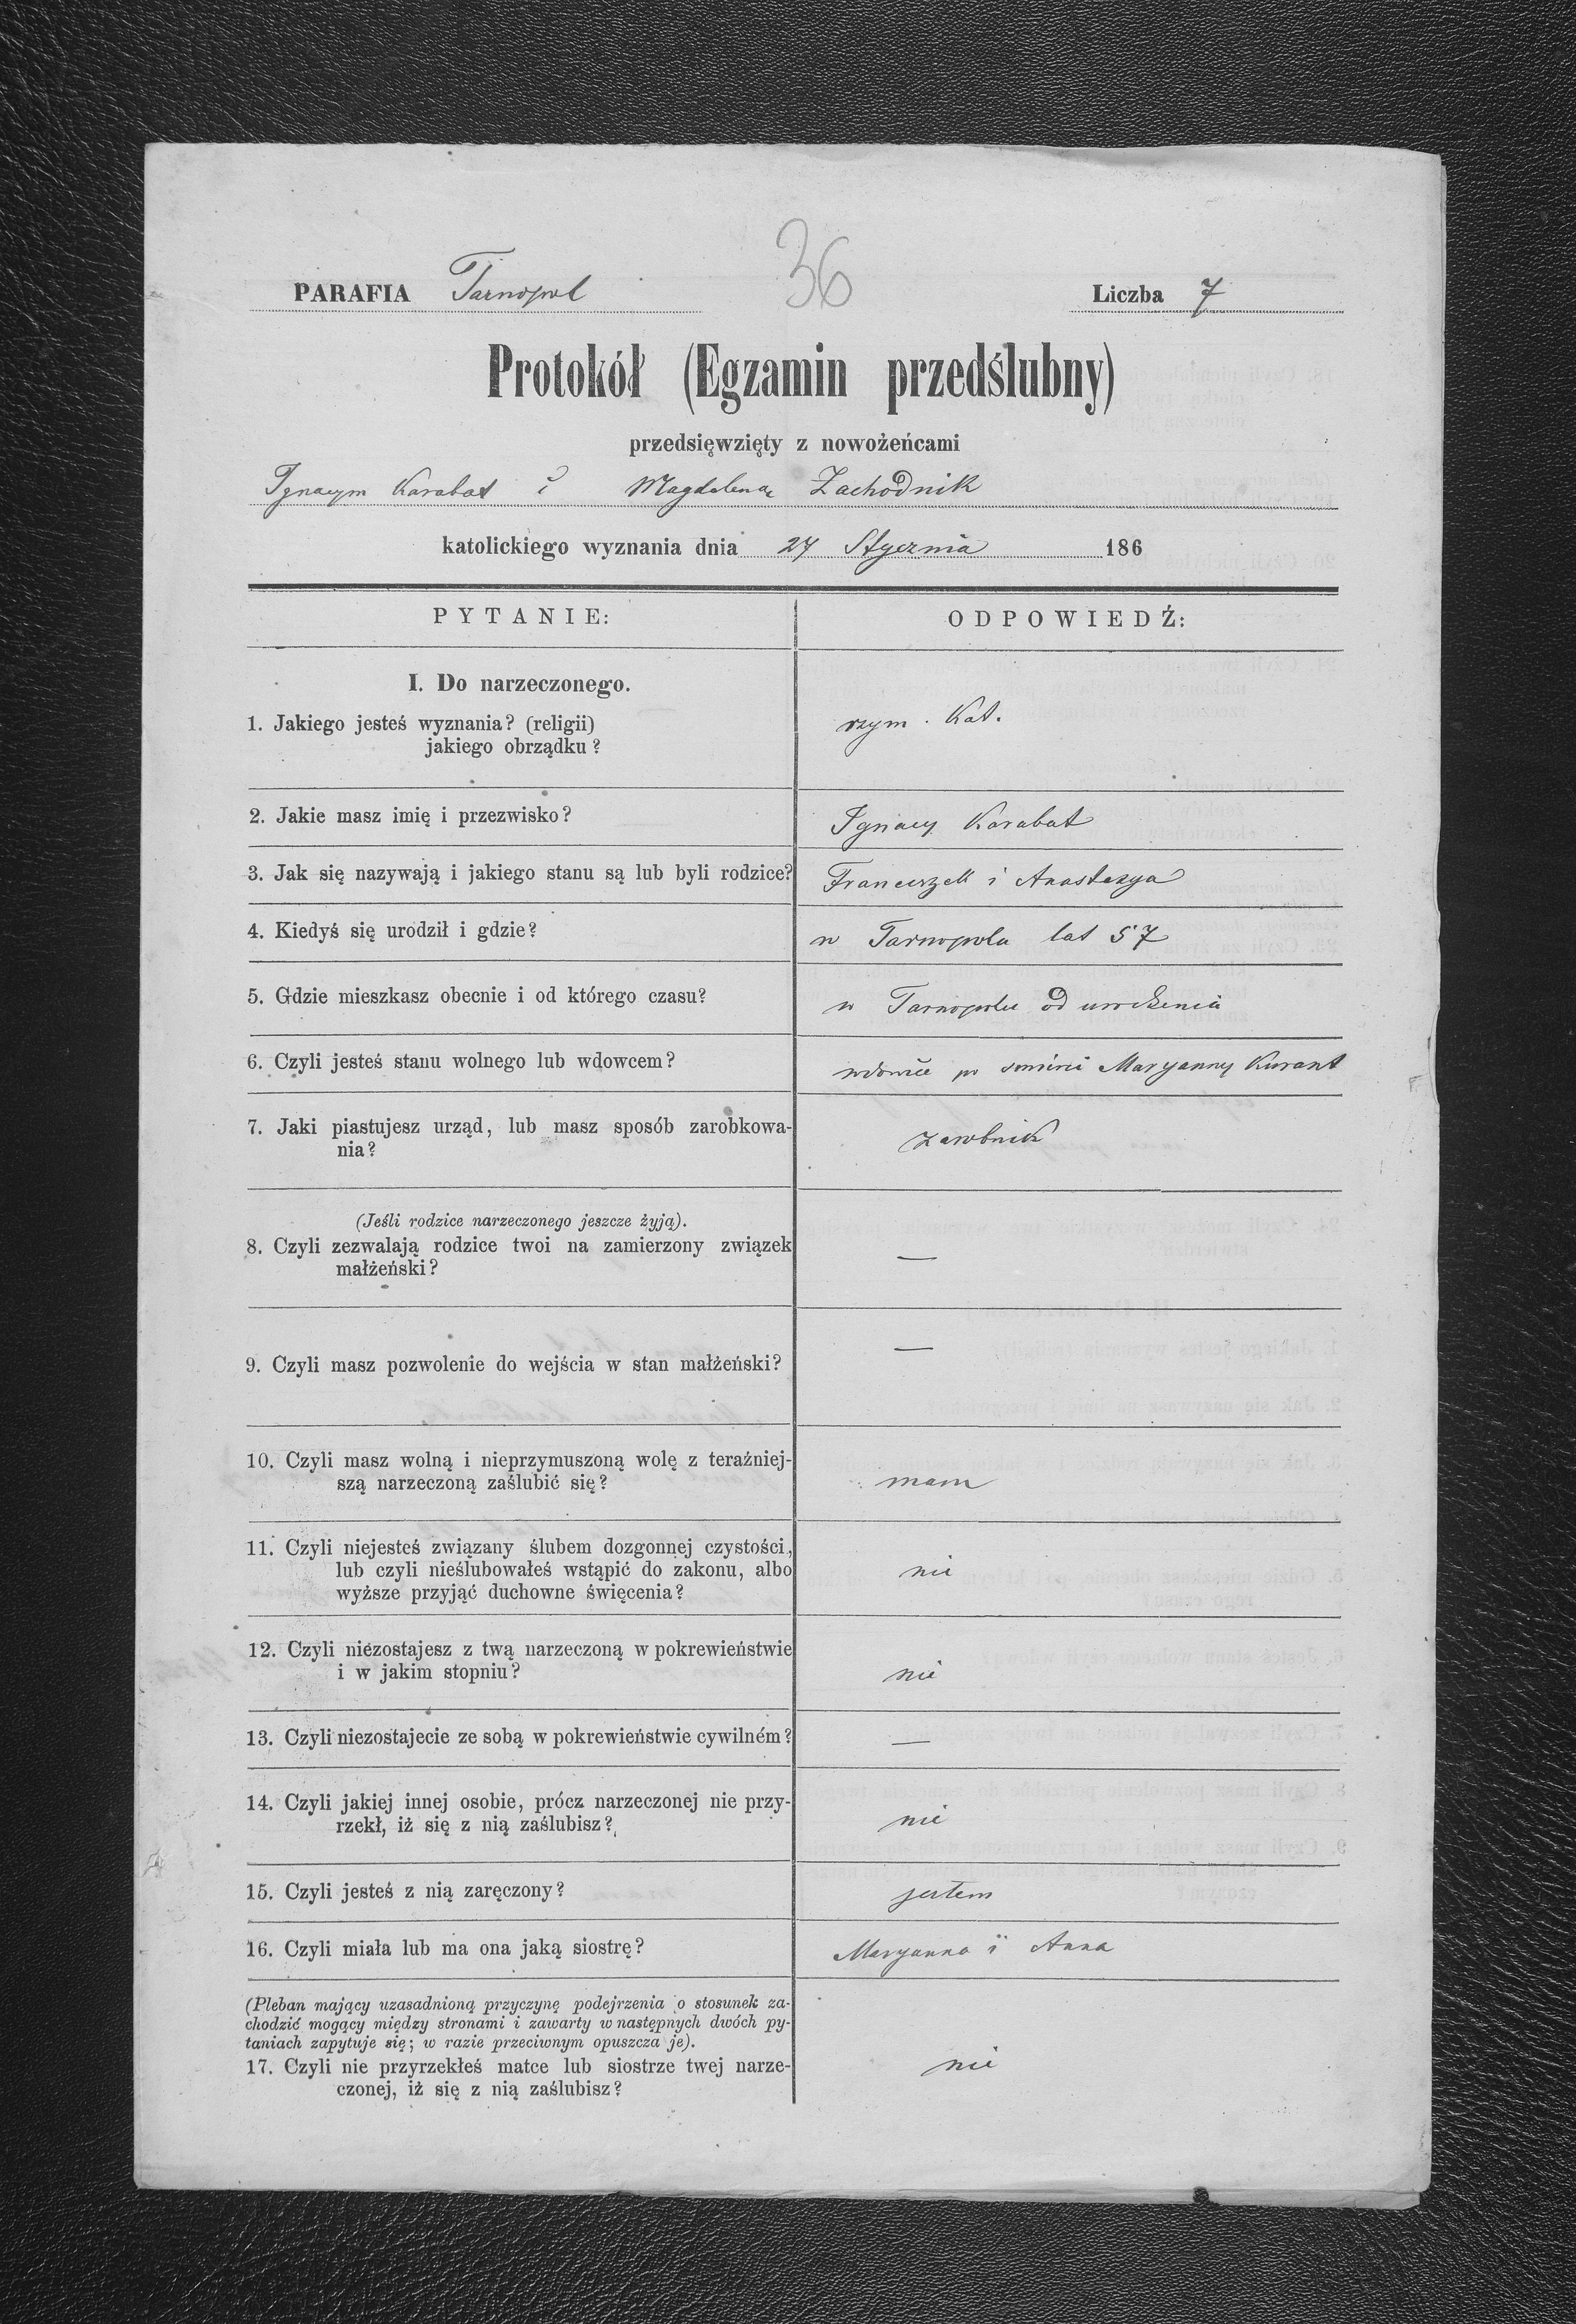 36
PARAFIA Tarnopol Liczba 7
Protokół (Egzamin przedślubny)
przedsięwzięty z nowożeńcami
Ignacym Karabat i Magdaleną Zachodnik
katolickiego wyznania dnia 24 Stycznia 186
PYTANIE: ODPOWIEDŹ:
I. Do narzeczonego.
1. Jakiego jesteś wyznania? (religii) rzym. Kat.
jakiego obrządku?
2. Jakie masz imię i przezwisko? Ignacy Karabat
3. Jak się nazywają i jakiego stanu są lub byli rodzice? Franciszek i Anastazya
4. Kiedyś się urodził i gdzie? w Tarnopolu lat 57
5. Gdzie mieszkasz obecnie i od którego czasu? w Tarnopolu od urodzenia
6. Czyli jesteś stanu wolnego lub wdowcem? wdowiec po śmierci Maryanny Kurant
7. Jaki piastujesz urząd, lub masz sposób zarobkowa-
nia? zarobnik
(Jeśli rodzice narzeczonego jeszcze żyją).
8. Czyli zezwalają rodzice twoi na zamierzony związek
małżeński? —
9. Czyli masz pozwolenie do wejścia w stan małżeński? —
10. Czyli masz wolną i nieprzymuszoną wolę z teraźniej-
szą narzeczoną zaślubić się? mam
11. Czyli niejesteś związany ślubem dozgonnej czystości,
lub czyli nieślubowałeś wstąpić do zakonu, albo nie
wyższe przyjąć duchowne święcenia?
12. Czyli niezostajesz z twą narzeczoną w pokrewieństwie
i w jakim stopniu? nie
13. Czyli niezostajecie ze sobą w pokrewieństwie cywilném? —
14. Czyli jakiej innej osobie, prócz narzeczonej nie przy-
rzekł, iż się z nią zaślubisz? nie
15. Czyli jesteś z nią zaręczony? jestem
16. Czyli miała lub ma ona jaką siostrę? Maryanna i Anna
(Pleban mający uzasadnioną przyczynę podejrzenia o stosunek za-
chodzić mogący między stronami i zawarty w następnych dwóch py-
taniach zapytuje się; w razie przeciwnym opuszcza je).
17. Czyli nie przyrzekłeś matce lub siostrze twej narze- nie
czonej, iż się z nią zaślubisz?